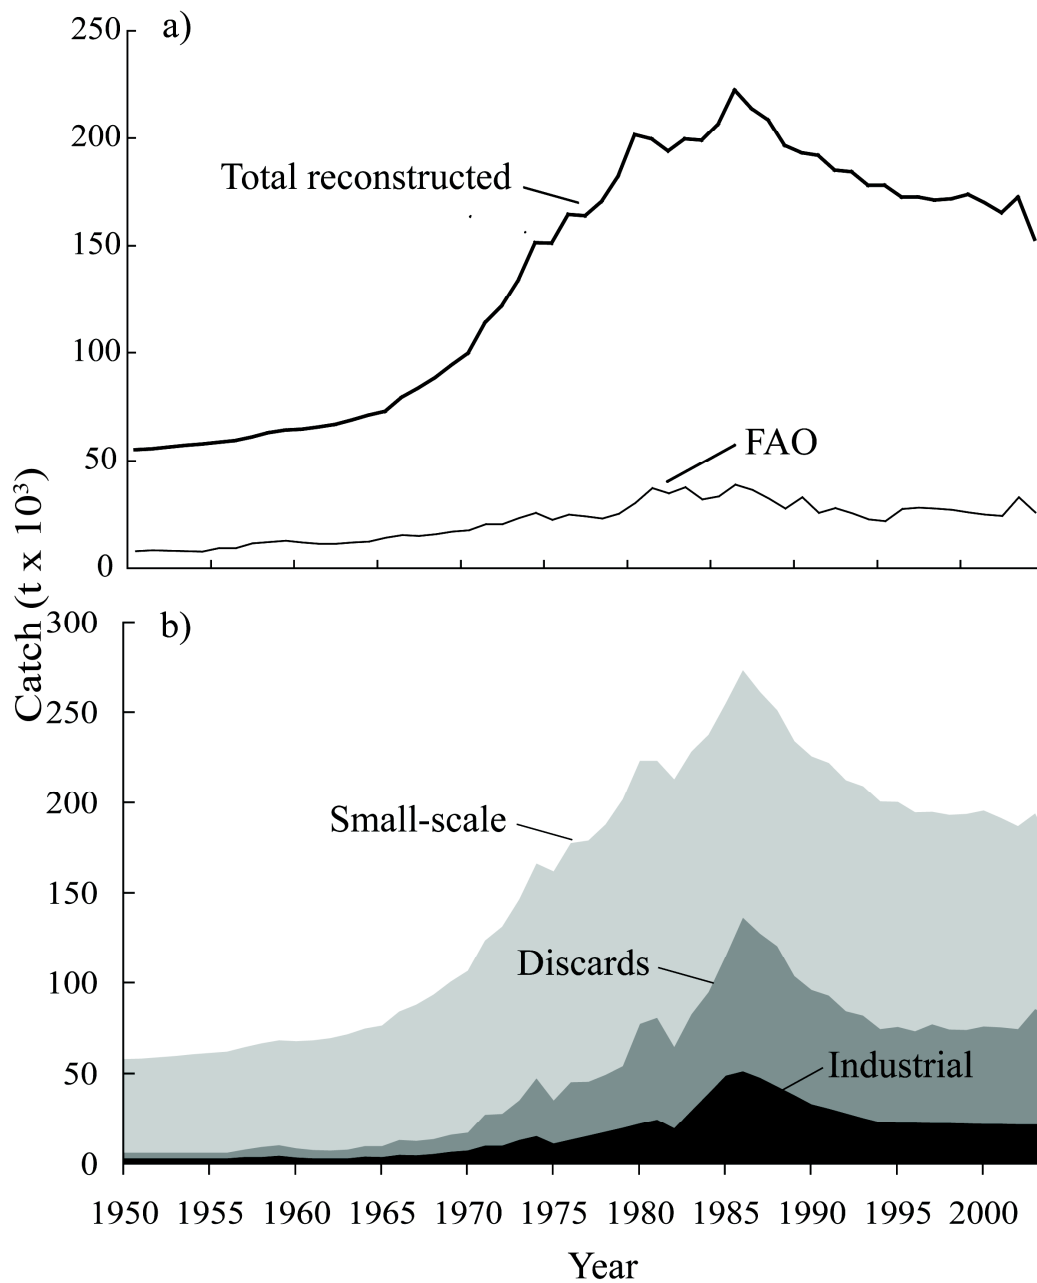 a)
250
200
150
100
50
0
Total reconstructed
FAO
Catch (t x 10³)
b)
300
250
200
150
100
50
0
Small-scale
Discards
Industrial
1950 1955 1960 1965 1970 1975 1980 1985 1990 1995 2000
Year